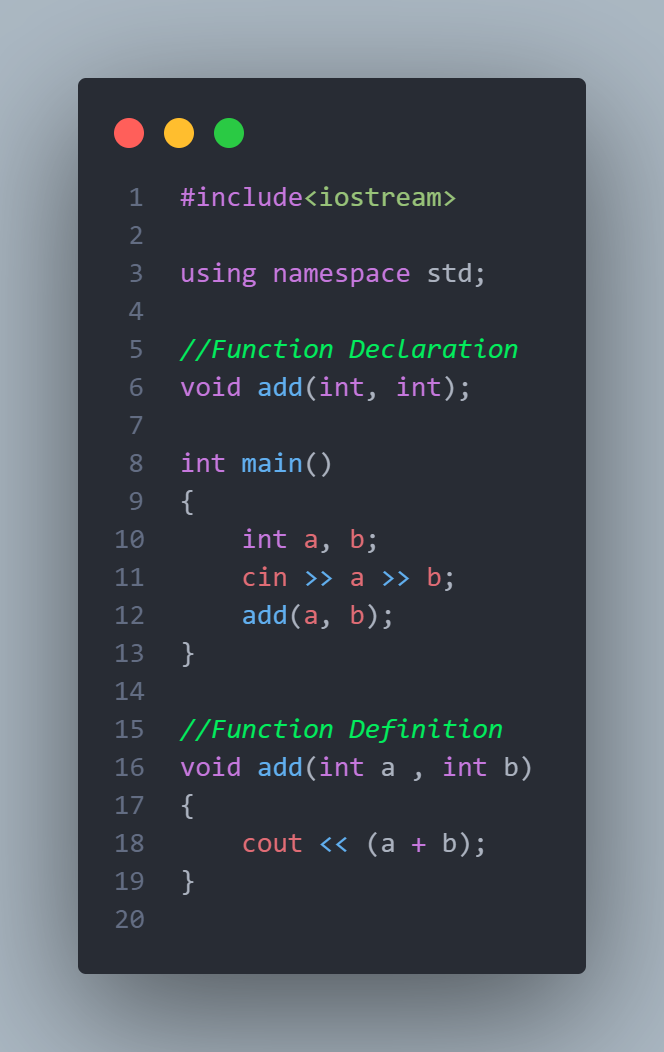 1 #include<iostream>
2
3 using namespace std;
4
5 //Function Declaration
6 void add(int, int);
7
8 int main()
9 {
10     int a, b;
11     cin >> a >> b;
12     add(a, b);
13 }
14
15 //Function Definition
16 void add(int a , int b)
17 {
18     cout << (a + b);
19 }
20